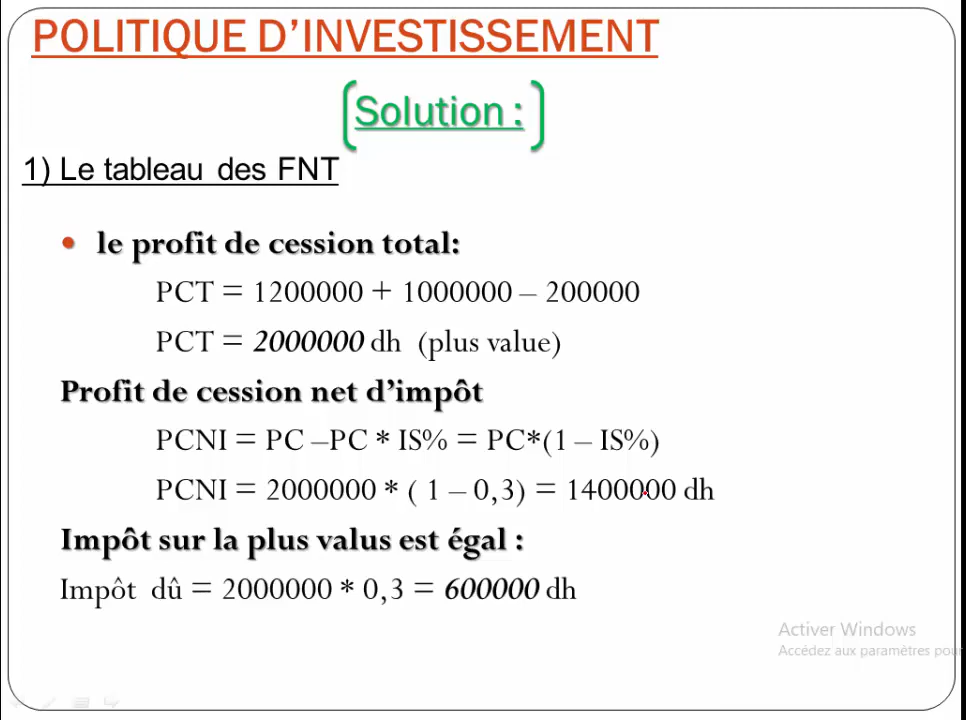 POLITIQUE D’INVESTISSEMENT
Solution :
1) Le tableau des FNT
• le profit de cession total:
PCT = 1200000 + 1000000 – 200000
PCT = 2000000 dh (plus value)
Profit de cession net d’impôt
PCNI = PC –PC * IS% = PC*(1 – IS%)
PCNI = 2000000 * ( 1 – 0,3) = 1400000 dh
Impôt sur la plus valus est égal :
Impôt dû = 2000000 * 0,3 = 600000 dh
Activer Windows
Accédez aux paramètres pour